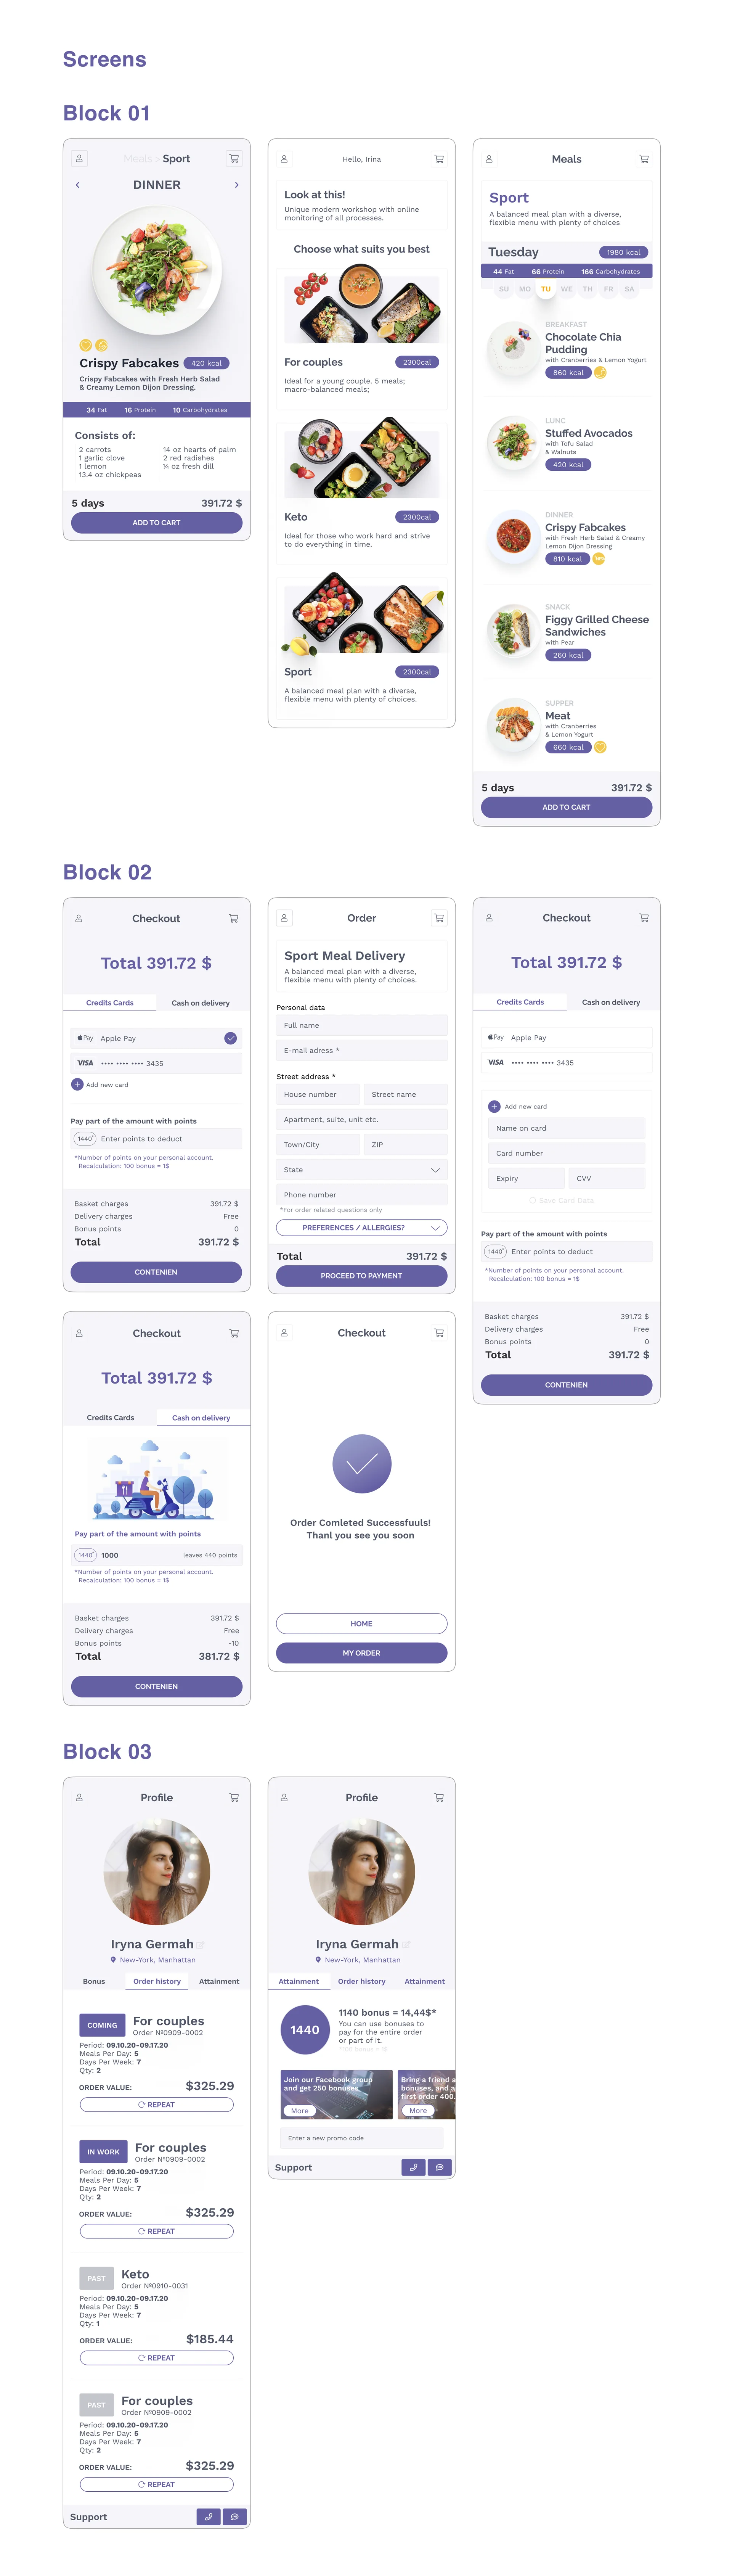 Screens
Block 01
Meals > Sport
DINNER
Crispy Fabcakes
420 kcal
Crispy Fabcakes with Fresh Herb Salad
& Creamy Lemon Dijon Dressing.
34 Fat 16 Protein 10 Carbohydrates
Consists of:
2 carrots
1 garlic clove
1 lemon
13.4 oz chickpeas
14 oz hearts of palm
2 red radishes
¼ oz fresh dill
5 days 391.72 $
ADD TO CART
Hello, Irina
Look at this!
Unique modern workshop with online
monitoring of all processes.
Choose what suits you best
For couples 2300cal
Ideal for a young couple. 5 meals;
macro-balanced meals;
Keto 2300cal
Ideal for those who work hard and strive
to do everything in time.
Sport 2300cal
A balanced meal plan with a diverse,
flexible menu with plenty of choices.
Meals
Sport
A balanced meal plan with a diverse,
flexible menu with plenty of choices
Tuesday 1980 kcal
44 Fat 66 Protein 166 Carbohydrates
SU MO TU WE TH FR SA
BREAKFAST
Chocolate Chia
Pudding
with Cranberries & Lemon Yogurt
860 kcal
LUNC
Stuffed Avocados
with Tofu Salad
& Walnuts
420 kcal
DINNER
Crispy Fabcakes
with Fresh Herb Salad & Creamy
Lemon Dijon Dressing
810 kcal
SNACK
Figgy Grilled Cheese
Sandwiches
with Pear
260 kcal
SUPPER
Meat
with Cranberries
& Lemon Yogurt
660 kcal
5 days 391.72 $
ADD TO CART
Block 02
Checkout
Total 391.72 $
Credits Cards Cash on delivery
Pay Apple Pay
VISA •••• •••• •••• 3435
Add new card
Pay part of the amount with points
1440 Enter points to deduct
*Number of points on your personal account.
Recalculation: 100 bonus = 1$
Basket charges 391.72 $
Delivery charges Free
Bonus points 0
Total 391.72 $
CONTENIEN
Order
Sport Meal Delivery
A balanced meal plan with a diverse,
flexible menu with plenty of choices.
Personal data
Full name
E-mail adress *
Street address *
House number Street name
Apartment, suite, unit etc.
Town/City ZIP
State
Phone number
*For order related questions only
PREFERENCES / ALLERGIES?
Total 391.72 $
PROCEED TO PAYMENT
Checkout
Total 391.72 $
Credits Cards Cash on delivery
Pay Apple Pay
VISA •••• •••• •••• 3435
Add new card
Name on card
Card number
Expiry CVV
Save Card Data
Pay part of the amount with points
1440 Enter points to deduct
*Number of points on your personal account.
Recalculation: 100 bonus = 1$
Basket charges 391.72 $
Delivery charges Free
Bonus points 0
Total 391.72 $
CONTENIEN
Checkout
Total 391.72 $
Credits Cards Cash on delivery
Pay part of the amount with points
1440 1000 leaves 440 points
*Number of points on your personal account.
Recalculation: 100 bonus = 1$
Basket charges 391.72 $
Delivery charges Free
Bonus points -10
Total 381.72 $
CONTENIEN
Checkout
Order Comleted Successfuuls!
Thanl you see you soon
HOME
MY ORDER
Block 03
Profile
Iryna Germah
New-York, Manhattan
Bonus Order history Attainment
COMING
For couples
Order Nº0909-0002
Period: 09.10.20-09.17.20
Meals Per Day: 5
Days Per Week: 7
Qty: 2
ORDER VALUE: $325.29
REPEAT
IN WORK
For couples
Order Nº0909-0002
Period: 09.10.20-09.17.20
Meals Per Day: 5
Days Per Week: 7
Qty: 2
ORDER VALUE: $325.29
REPEAT
PAST
Keto
Order Nº0910-0031
Period: 09.10.20-09.17.20
Meals Per Day: 5
Days Per Week: 7
Qty: 1
ORDER VALUE: $185.44
REPEAT
PAST
For couples
Order Nº0909-0002
Period: 09.10.20-09.17.20
Meals Per Day: 5
Days Per Week: 7
Qty: 2
ORDER VALUE: $325.29
REPEAT
Support
Profile
Iryna Germah
New-York, Manhattan
Attainment Order history Attainment
1440
1140 bonus = 14,44$*
You can use bonuses to
pay for the entire order
or part of it.
*100 bonus = 1$
Join our Facebook group
and get 250 bonuses
More
Bring a friend a
bonuses, and a
first order 400.
More
Enter a new promo code
Support